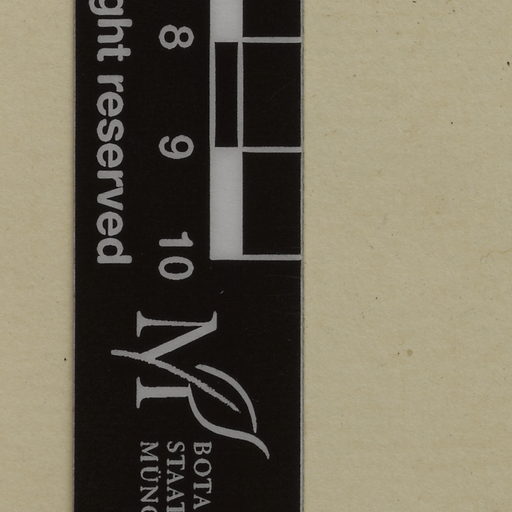 8 9 10
ght reserved
M
BOTA
STAAT
MÜNC